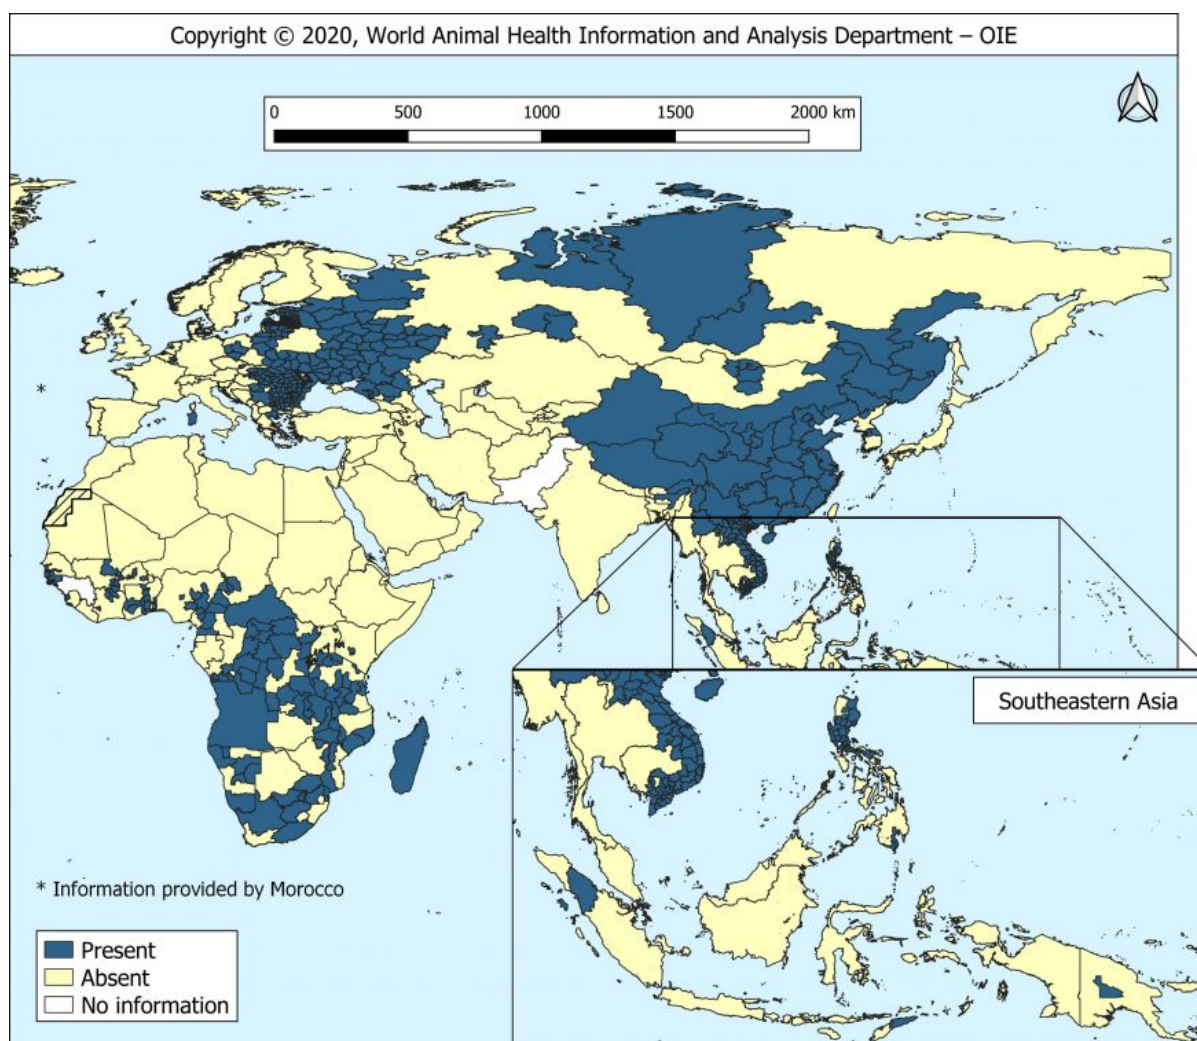 Copyright © 2020, World Animal Health Information and Analysis Department – OIE
0 500 1000 1500 2000 km
Southeastern Asia
*
* Information provided by Morocco
Present
Absent
No information